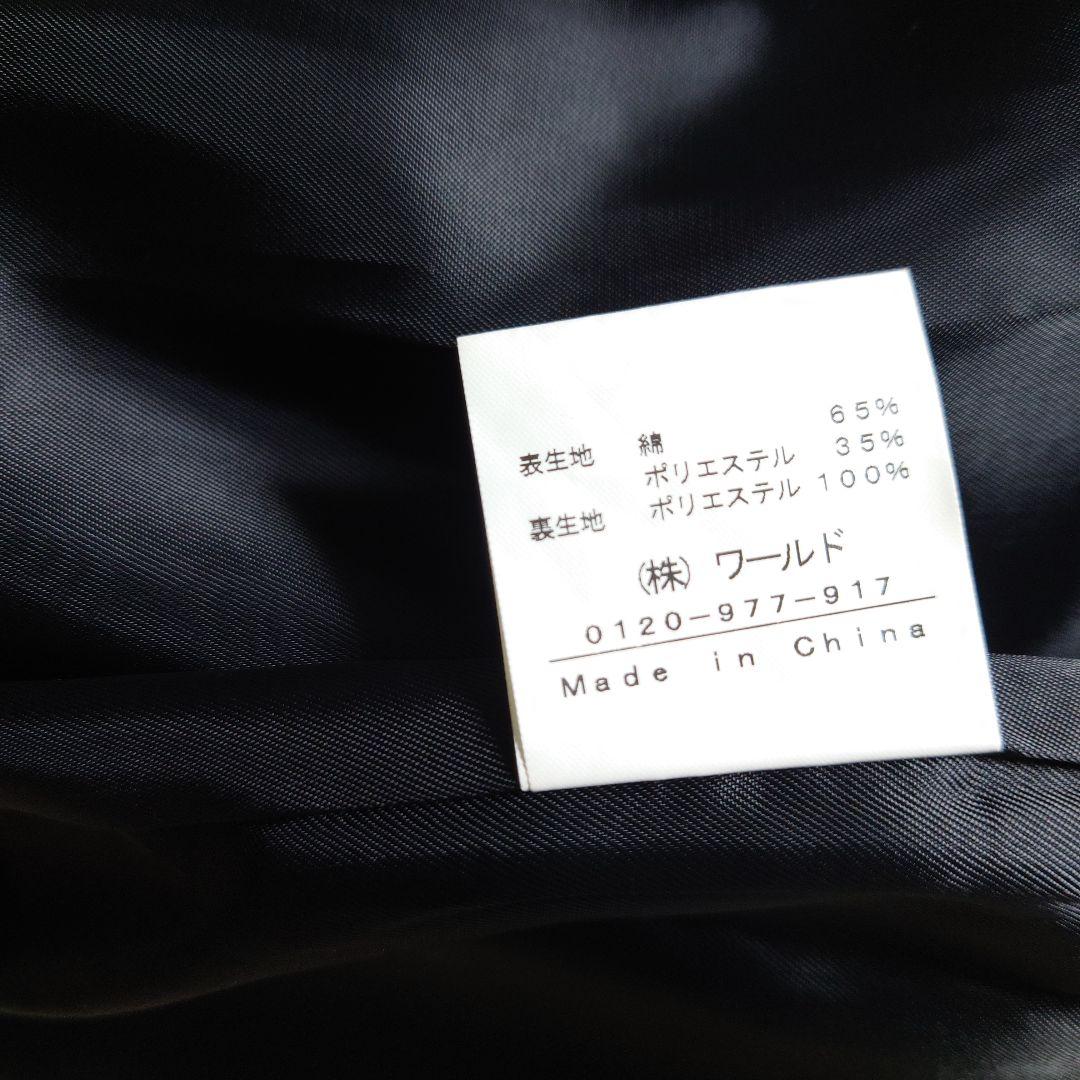 表生地 綿 65%
ポリエステル 35%
裏生地 ポリエステル 100%
(株) ワールド
0120-977-917
Made in China